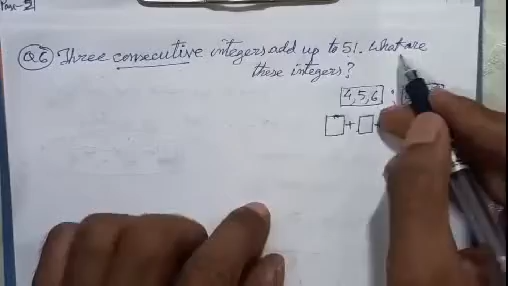 Q6 Three consecutive integers add up to 51. What are
these integers?
4,5,6 ;
+ +